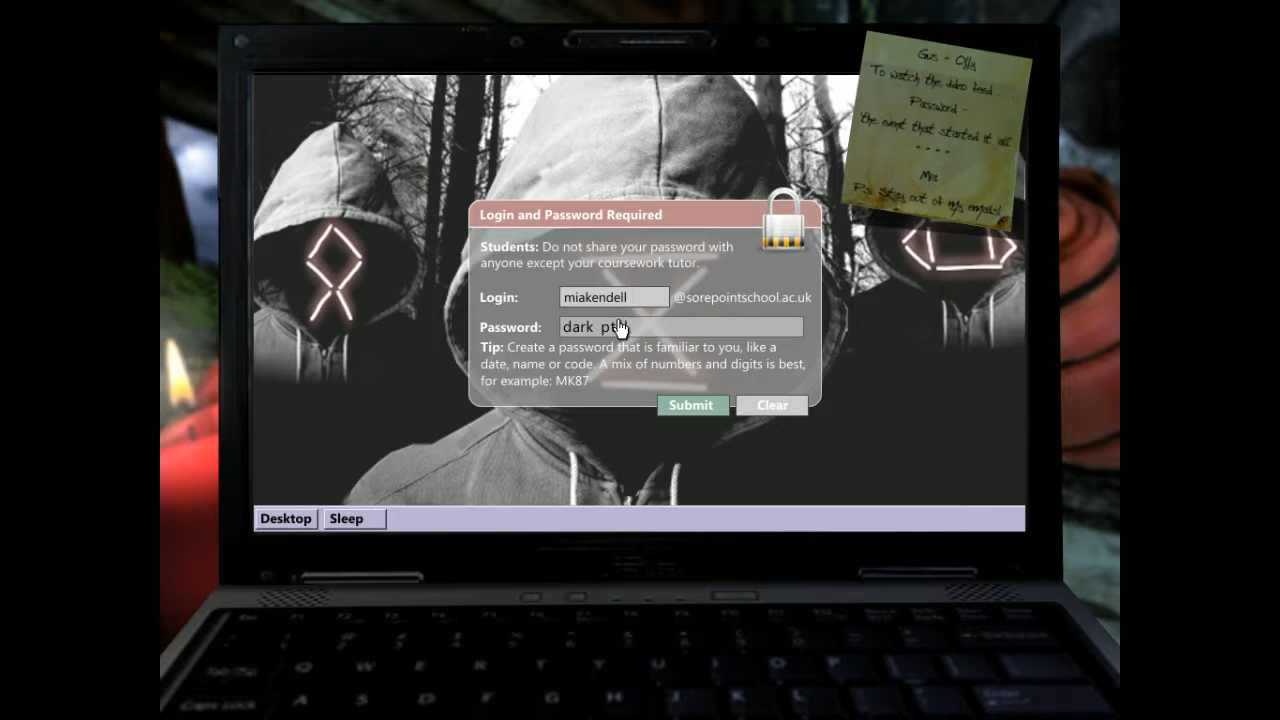 Gus + Olly
To watch the video feed..
Password -
the event that started it all
* * * *
Mia
P.s Stay out of my emails!
Login and Password Required
Students: Do not share your password with
anyone except your coursework tutor.
Login: miakendell @sorepointschool.ac.uk
Password: dark
Tip: Create a password that is familiar to you, like a
date, name or code. A mix of numbers and digits is best,
for example: MK87
Submit Clear
Desktop Sleep
Q W E R T Y U I O P
A S D F G H J K L